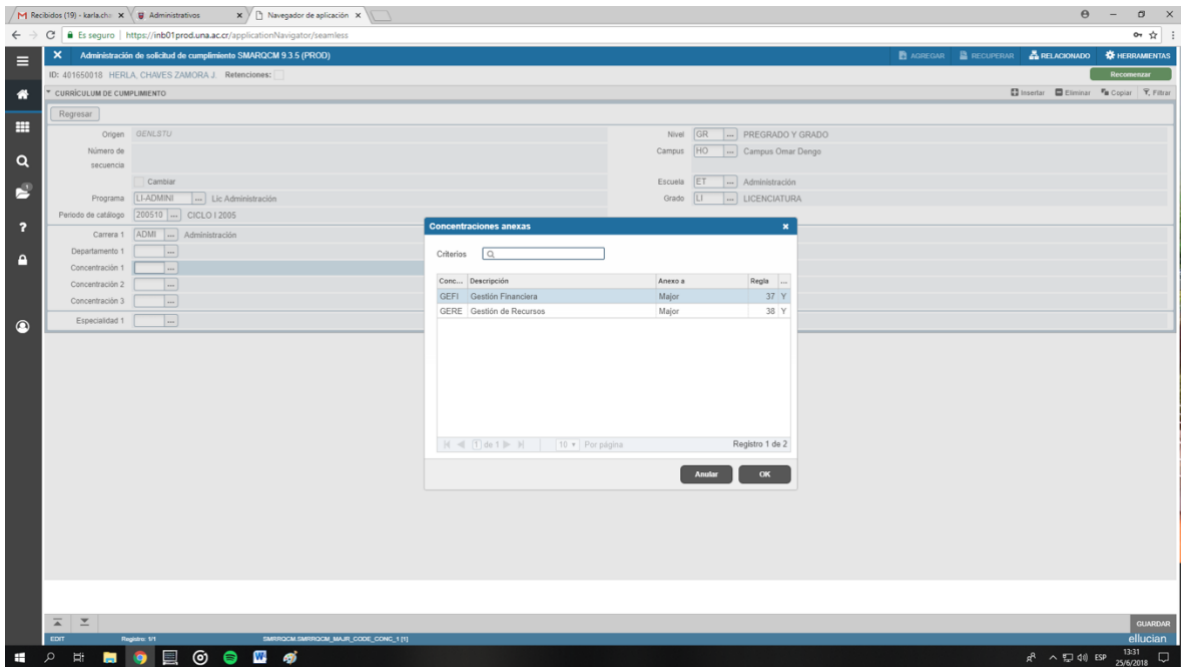 Recibidos (19) - karla.cha
Administrativos
Navegador de aplicación
Es seguro | https://inb01prod.una.ac.cr/applicationNavigator/seamless
Administración de solicitud de cumplimiento SMARQCM 9.3.5 (PROD)
AGREGAR RECUPERAR RELACIONADO HERRAMIENTAS
ID: 401650018 HERLA, CHAVES ZAMORA J. Retenciones:
Recomenzar
CURRÍCULUM DE CUMPLIMIENTO
Insertar Eliminar Copiar Filtrar
Regresar
Origen GENLSTU
Nivel GR ... PREGRADO Y GRADO
Número de secuencia
Campus HO ... Campus Omar Dengo
Cambiar
Escuela ET ... Administración
Programa LI-ADMINI ... Lic Administración
Grado LI ... LICENCIATURA
Periodo de catálogo 200510 ... CICLO I 2005
Carrera 1 ADMI ... Administración
Departamento 1 ...
Concentración 1 ...
Concentración 2 ...
Concentración 3 ...
Especialidad 1 ...
Concentraciones anexas
Criterios
Conc... Descripción Anexo a Regla ...
GEFI Gestión Financiera Major 37 Y
GERE Gestión de Recursos Major 38 Y
1 de 1 10 Por página Registro 1 de 2
Anular OK
GUARDAR
EDIT Registro: 1/1 SMRRQCM.SMRRQCM_MAJR_CODE_CONC_1 [1] ellucian
ESP 13:31
25/6/2018